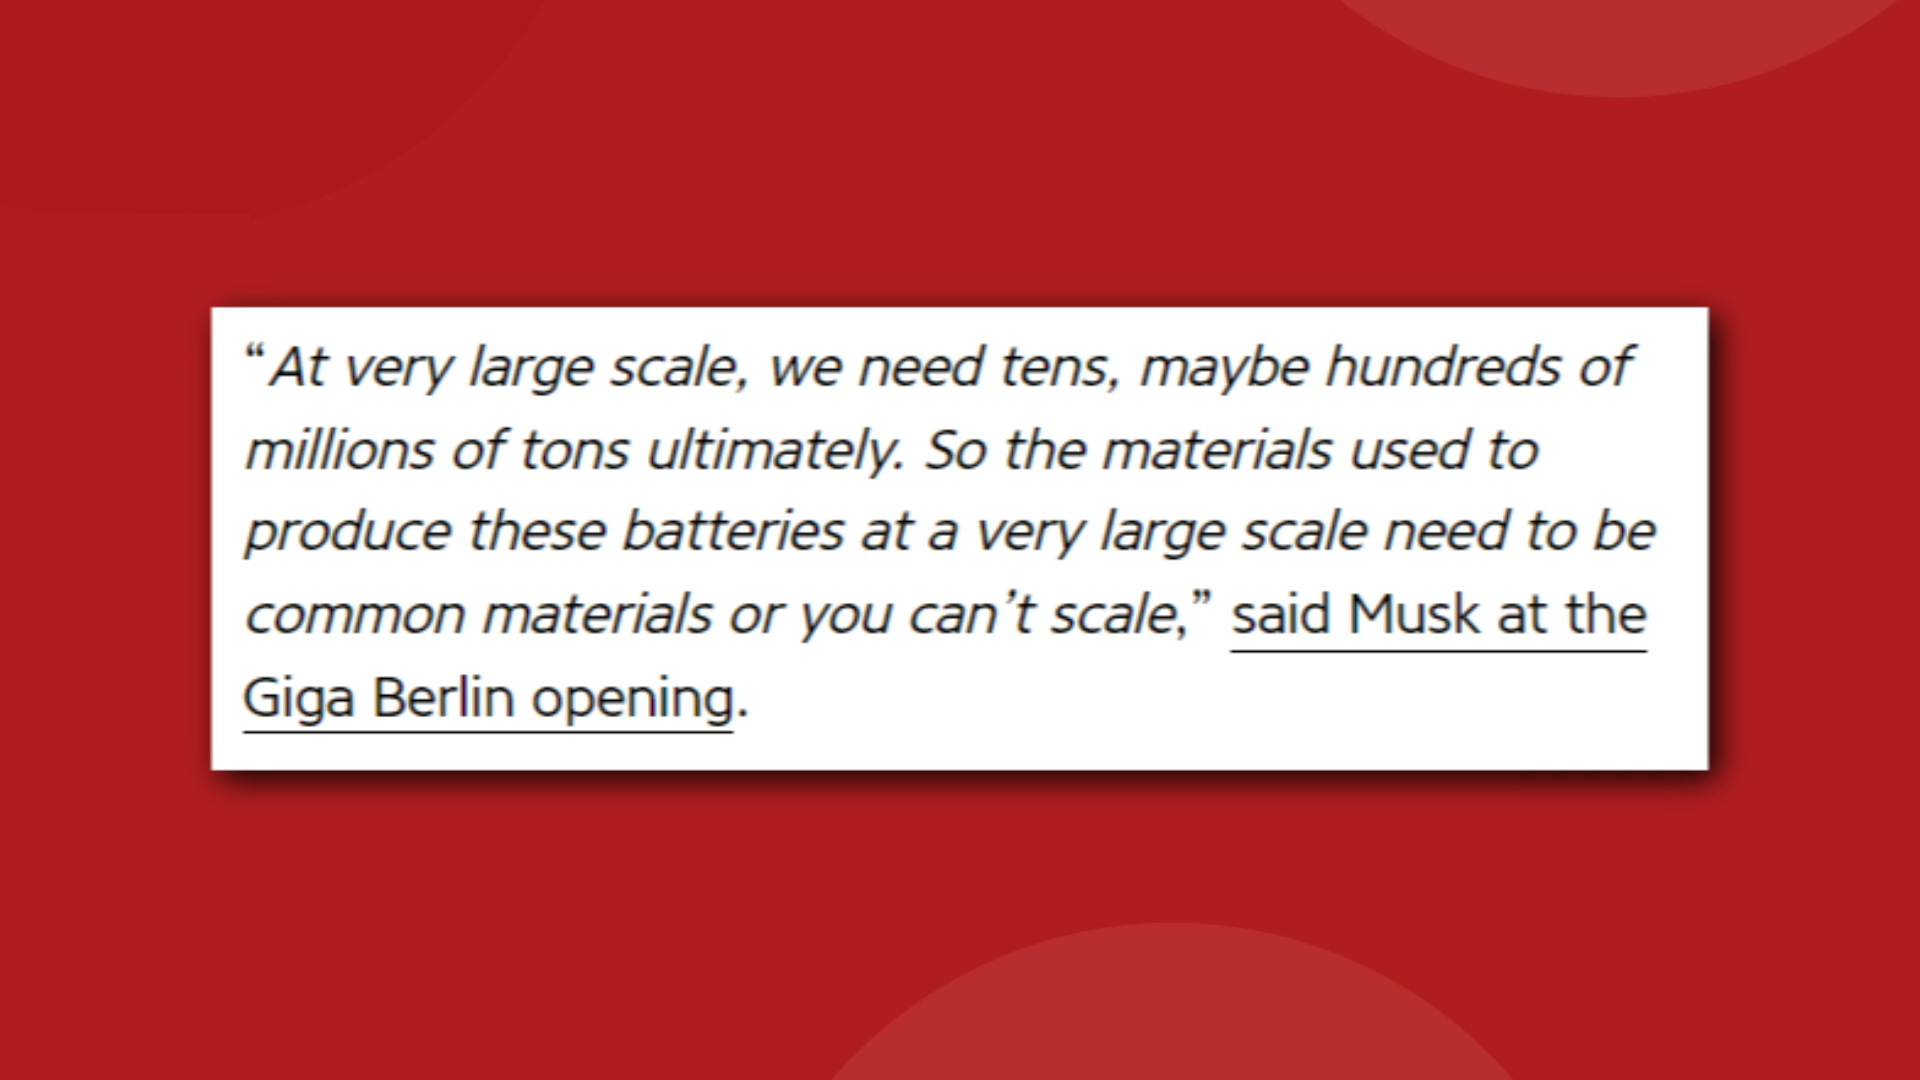 “At very large scale, we need tens, maybe hundreds of
millions of tons ultimately. So the materials used to
produce these batteries at a very large scale need to be
common materials or you can’t scale,” said Musk at the
Giga Berlin opening.